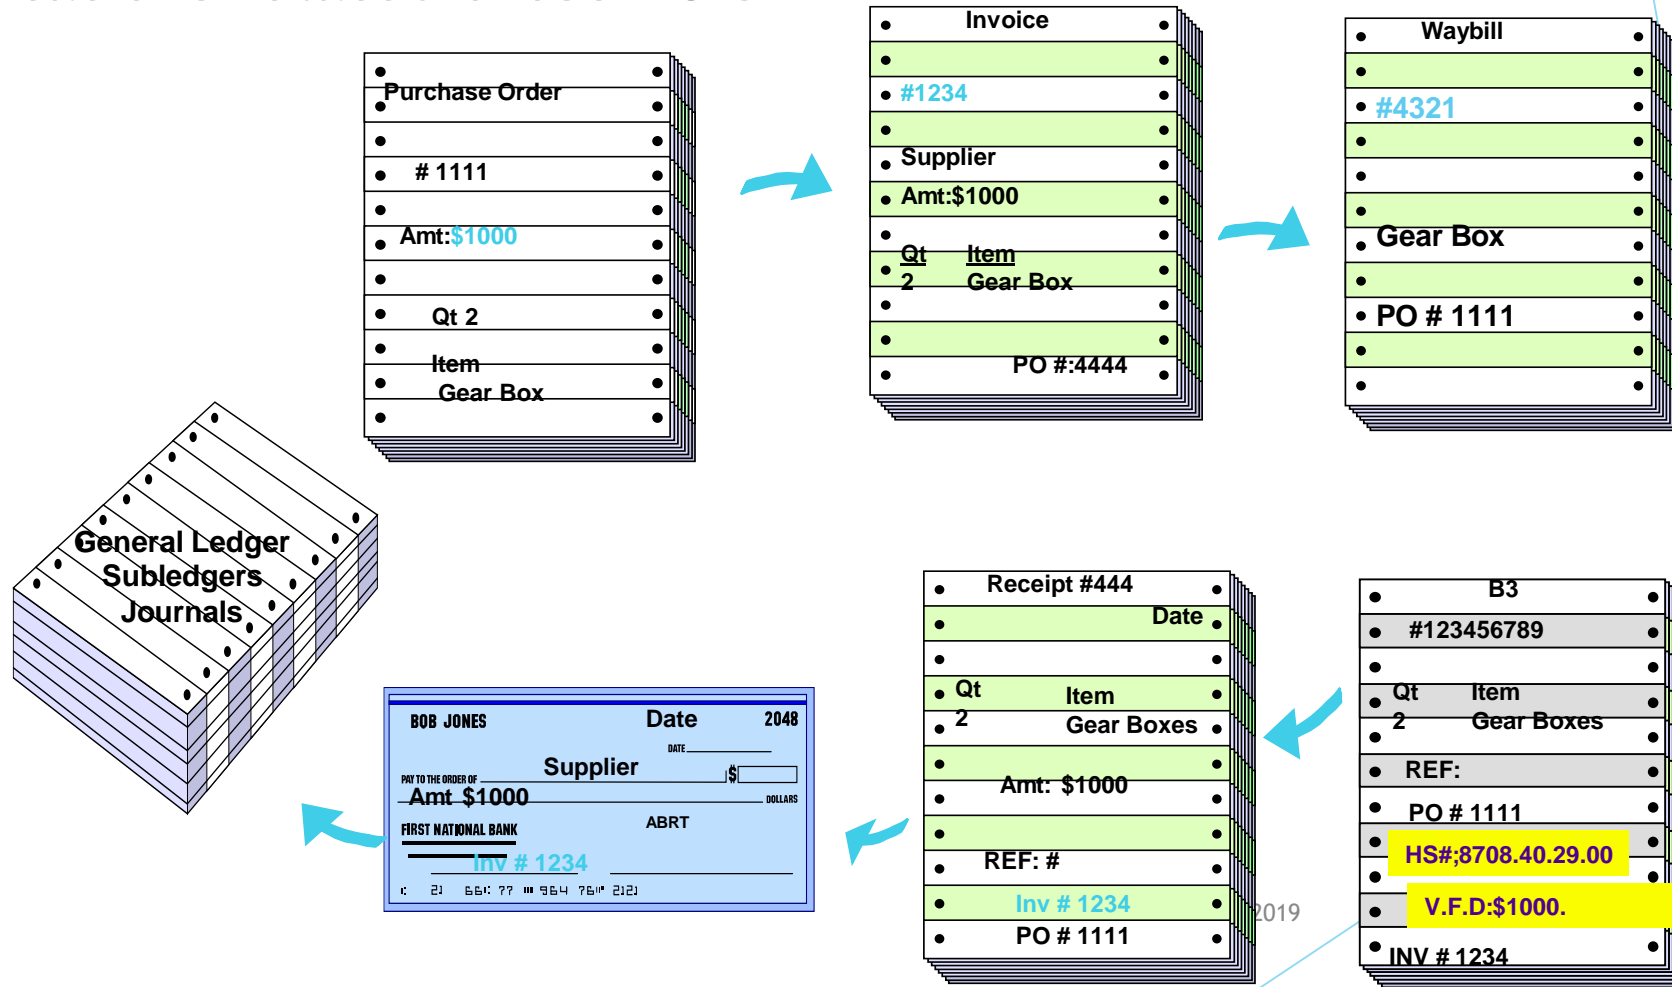 Purchase Order
# 1111
Amt:$1000
Qt 2
Item
Gear Box
Invoice
#1234
Supplier
Amt:$1000
Qt Item
2 Gear Box
PO #:4444
Waybill
#4321
Gear Box
PO # 1111
General Ledger
Subledgers
Journals
BOB JONES Date 2048
DATE
PAY TO THE ORDER OF Supplier $
Amt $1000 DOLLARS
FIRST NATIONAL BANK ABRT
Inv # 1234
Receipt #444
Date
Qt Item
2 Gear Boxes
Amt: $1000
REF: #
Inv # 1234
PO # 1111
2019
B3
#123456789
Qt Item
2 Gear Boxes
REF:
PO # 1111
HS#;8708.40.29.00
V.F.D:$1000.
INV # 1234